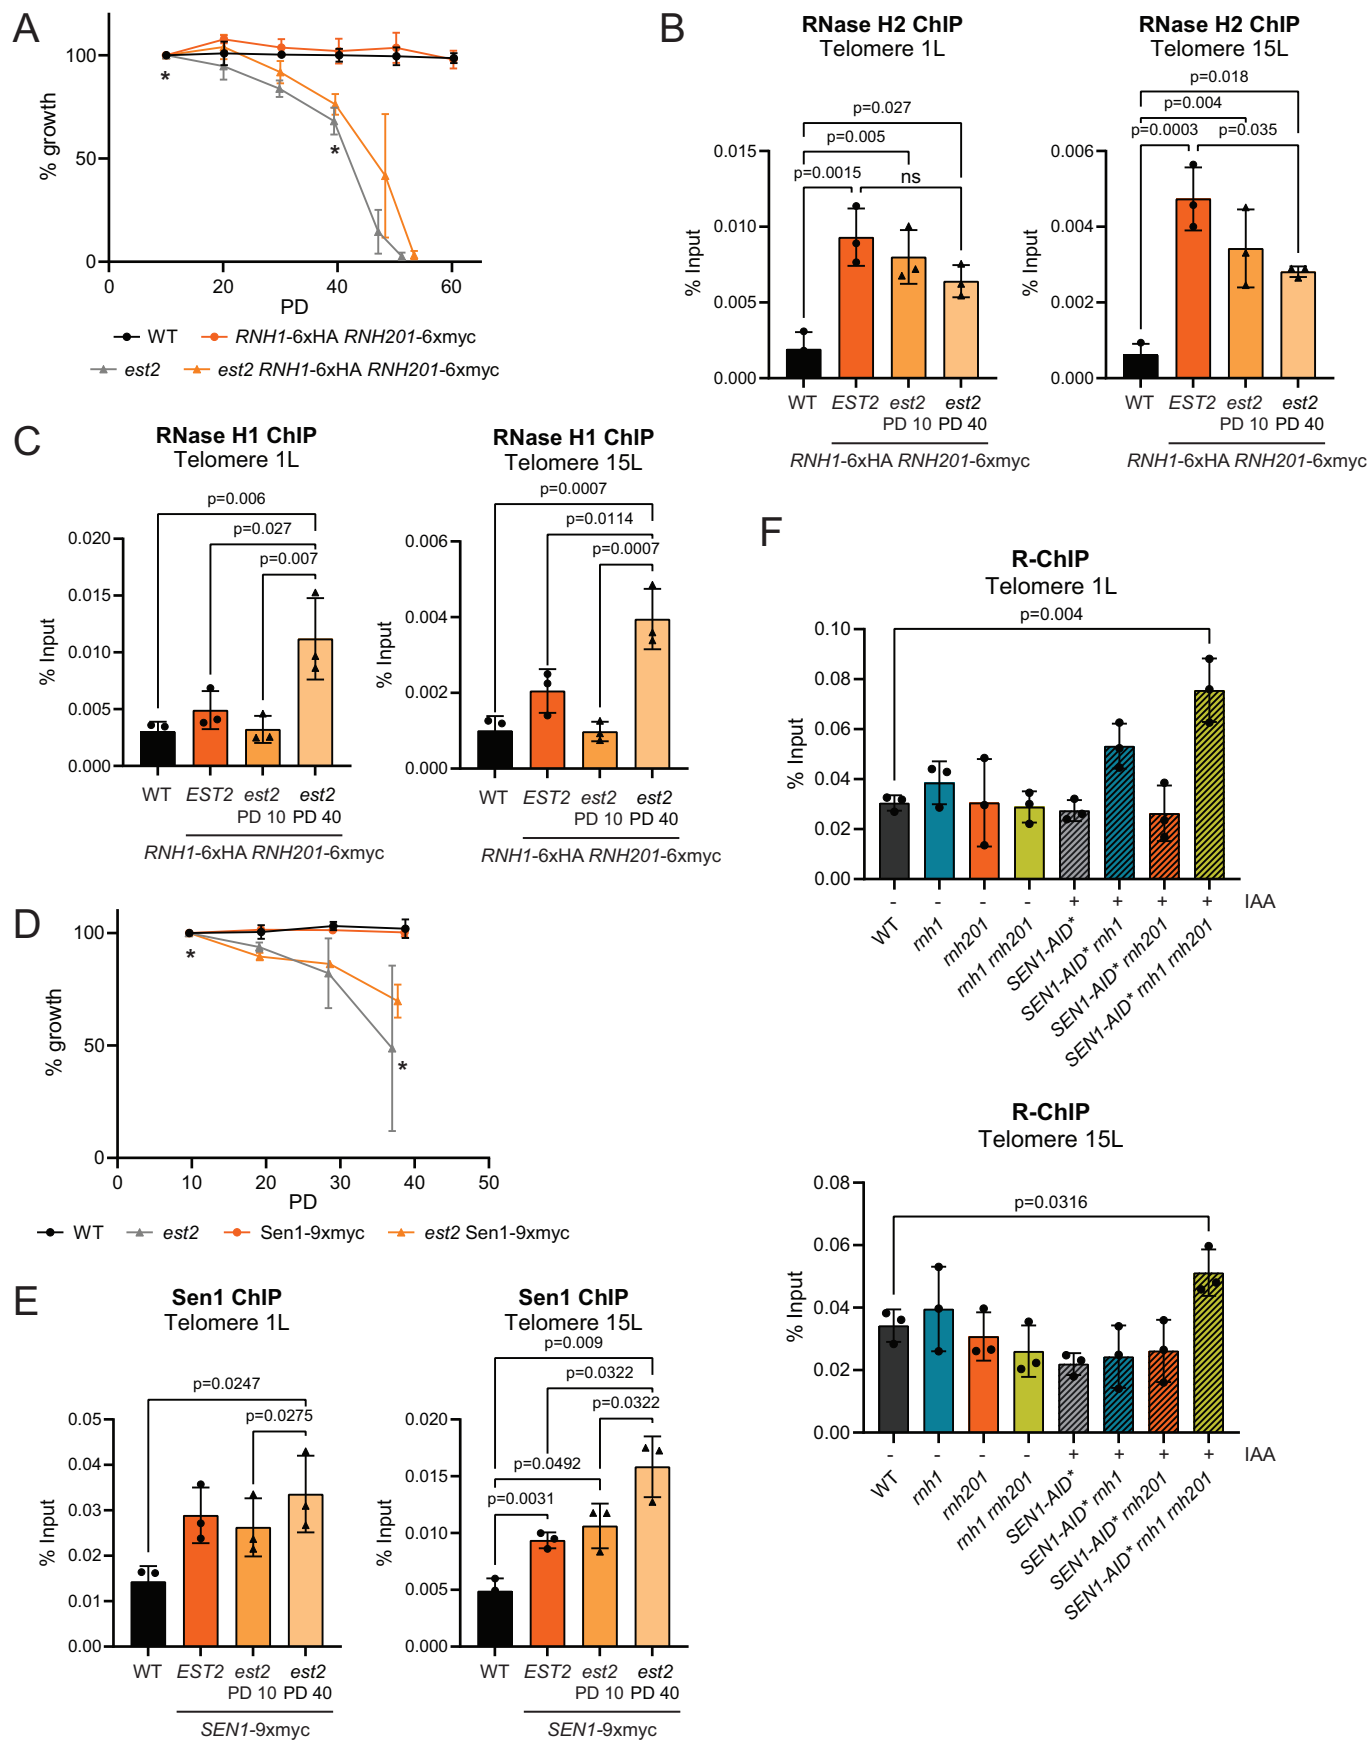 A
% growth
100
50
0
0 20 40 60
PD
*
*
WT RNH1-6xHA RNH201-6xmyc
est2 est2 RNH1-6xHA RNH201-6xmyc
B
RNase H2 ChIP
Telomere 1L
p=0.027
p=0.005
p=0.0015
ns
% Input
0.015
0.010
0.005
0.000
WT EST2 est2 est2
PD 10 PD 40
RNH1-6xHA RNH201-6xmyc
RNase H2 ChIP
Telomere 15L
p=0.018
p=0.004
p=0.0003 p=0.035
% Input
0.006
0.004
0.002
0.000
WT EST2 est2 est2
PD 10 PD 40
RNH1-6xHA RNH201-6xmyc
C
RNase H1 ChIP
Telomere 1L
p=0.006
p=0.027
p=0.007
% Input
0.020
0.015
0.010
0.005
0.000
WT EST2 est2 est2
PD 10 PD 40
RNH1-6xHA RNH201-6xmyc
RNase H1 ChIP
Telomere 15L
p=0.0007
p=0.0114
p=0.0007
% Input
0.006
0.004
0.002
0.000
WT EST2 est2 est2
PD 10 PD 40
RNH1-6xHA RNH201-6xmyc
D
% growth
100
50
0
0 10 20 30 40 50
PD
*
*
WT est2 Sen1-9xmyc est2 Sen1-9xmyc
E
Sen1 ChIP
Telomere 1L
p=0.0247
p=0.0275
% Input
0.05
0.04
0.03
0.02
0.01
0.00
WT EST2 est2 est2
PD 10 PD 40
SEN1-9xmyc
Sen1 ChIP
Telomere 15L
p=0.009
p=0.0322
p=0.0322
p=0.0492
p=0.0031
% Input
0.020
0.015
0.010
0.005
0.000
WT EST2 est2 est2
PD 10 PD 40
SEN1-9xmyc
F
R-ChIP
Telomere 1L
p=0.004
% Input
0.10
0.08
0.06
0.04
0.02
0.00
- - - - + + + + IAA
WT
rnh1
rnh201
rnh1 rnh201
SEN1-AID*
SEN1-AID* rnh1
SEN1-AID* rnh201
SEN1-AID* rnh1 rnh201
R-ChIP
Telomere 15L
p=0.0316
% Input
0.08
0.06
0.04
0.02
0.00
- - - - + + + + IAA
WT
rnh1
rnh201
rnh1 rnh201
SEN1-AID*
SEN1-AID* rnh1
SEN1-AID* rnh201
SEN1-AID* rnh1 rnh201